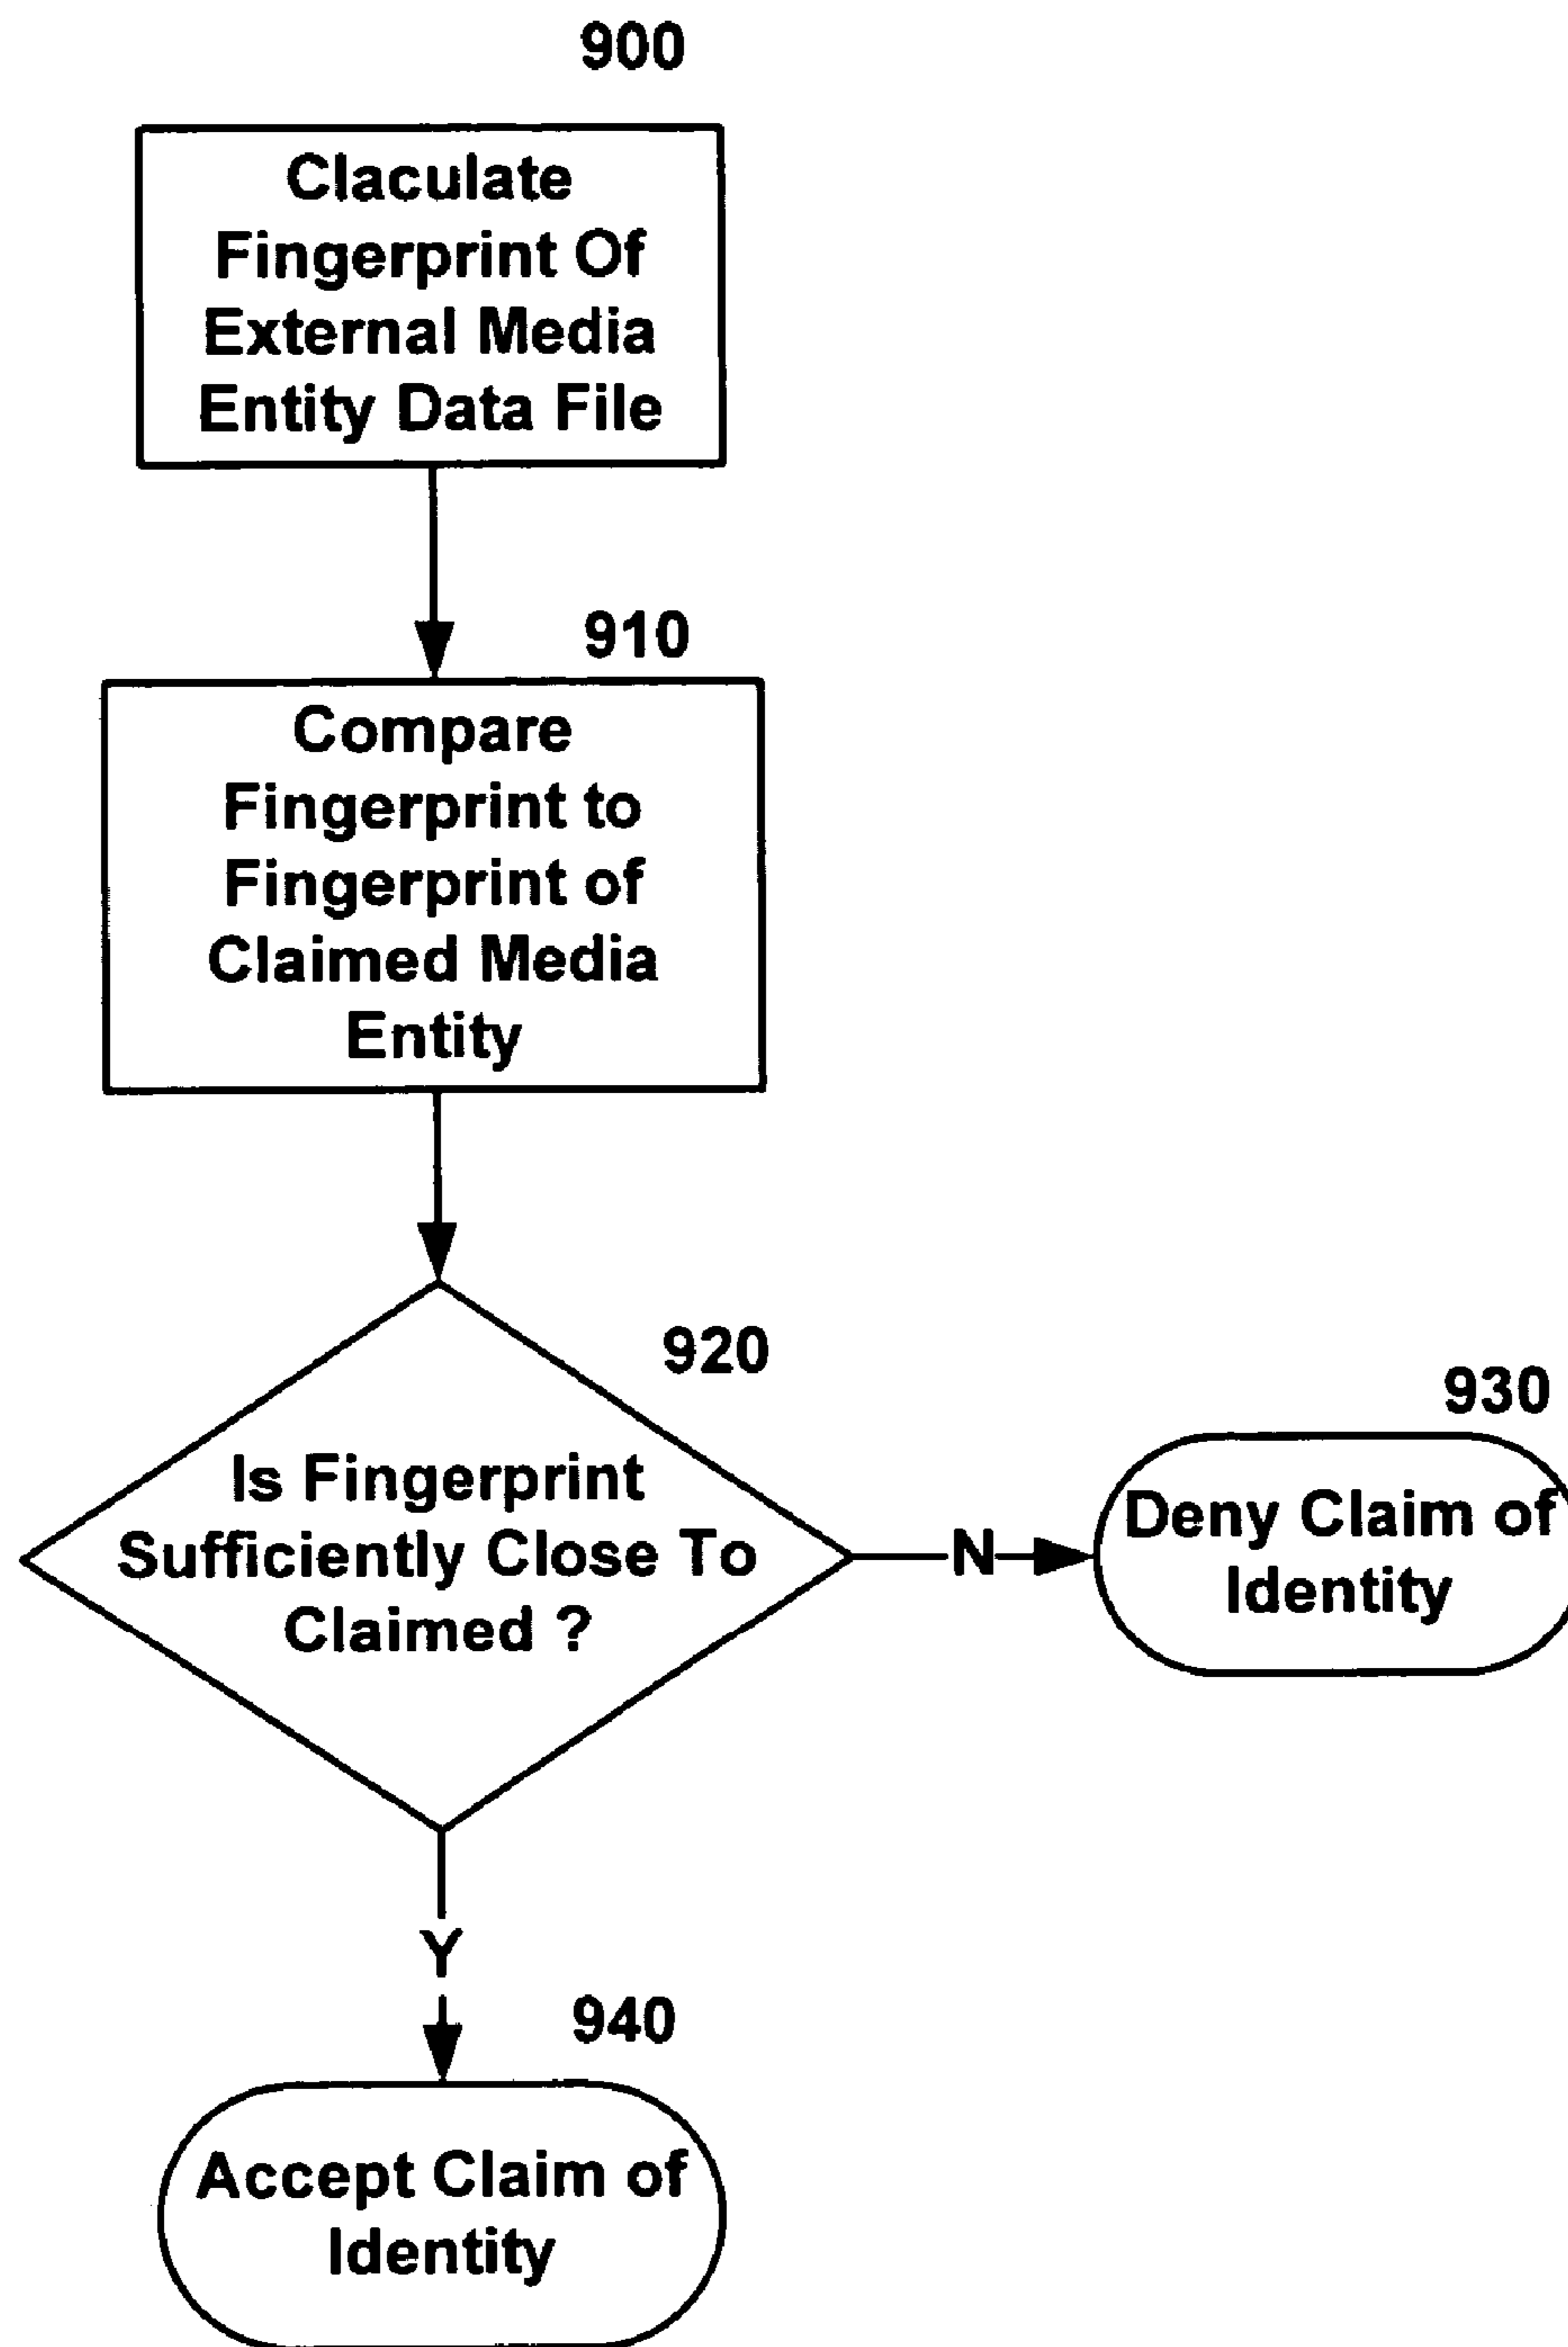 900
Claculate
Fingerprint Of
External Media
Entity Data File
910
Compare
Fingerprint to
Fingerprint of
Claimed Media
Entity
920
Is Fingerprint
Sufficiently Close To
Claimed ?
N
930
Deny Claim of
Identity
Y
940
Accept Claim of
Identity